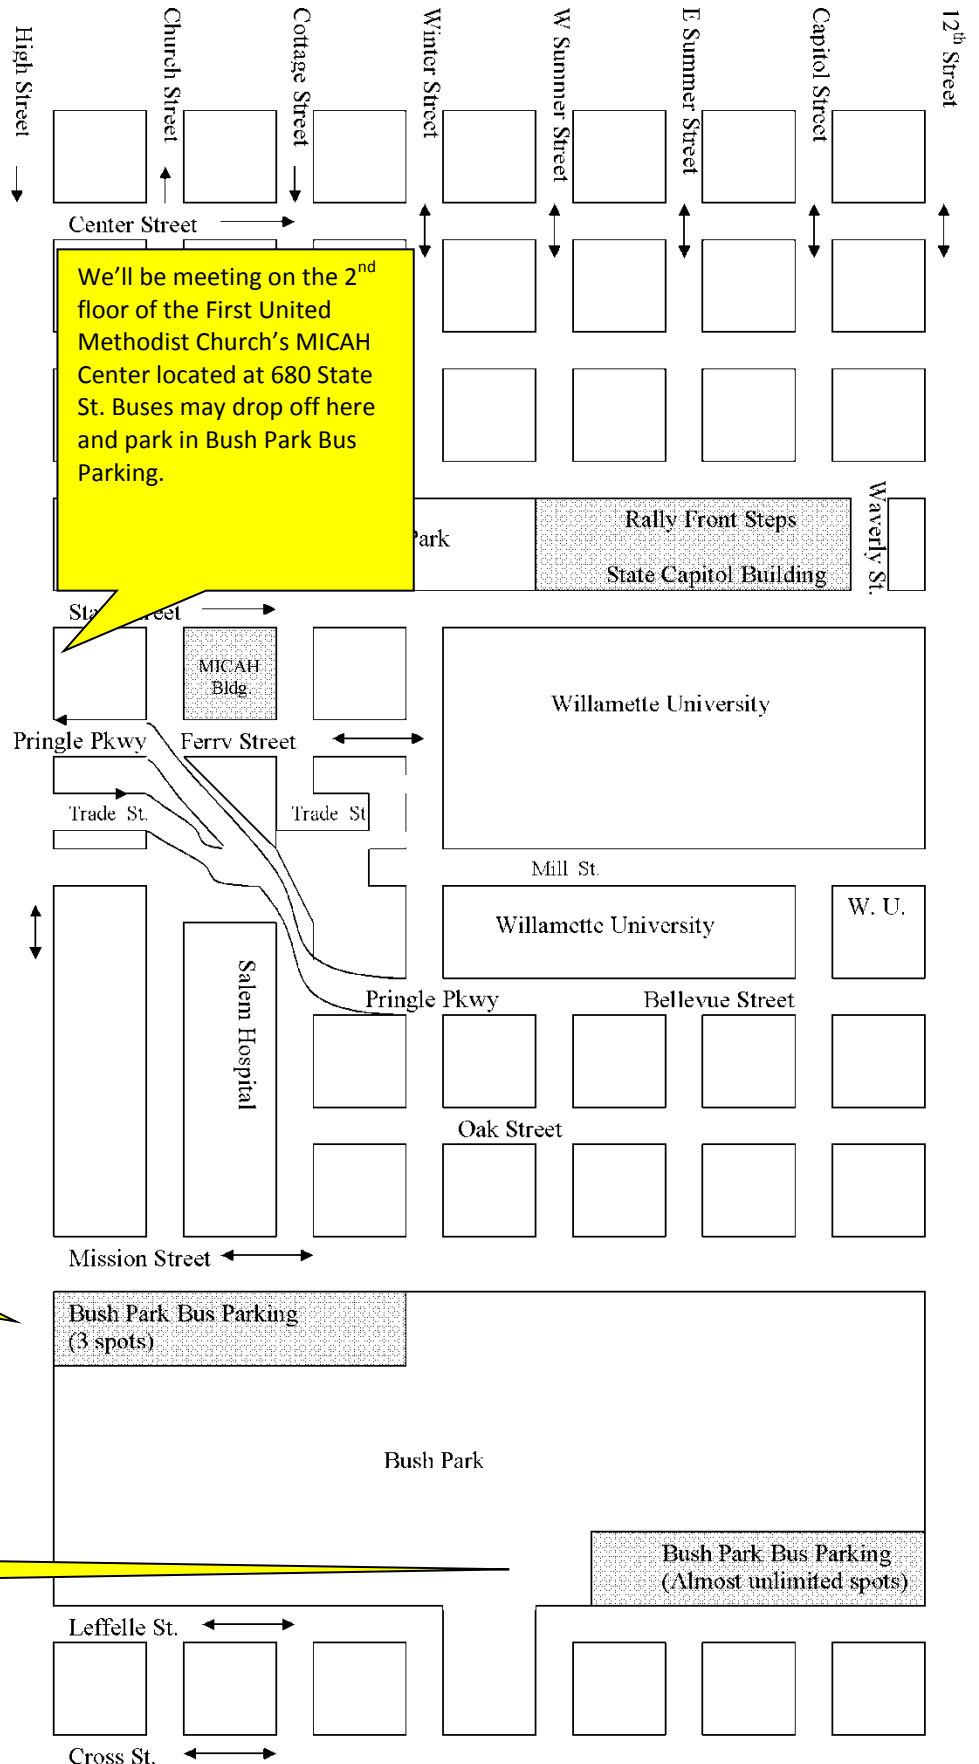 High Street
Church Street
Cottage Street
Winter Street
W Summer Street
E Summer Street
Capitol Street
12th Street
Center Street
We'll be meeting on the 2nd
floor of the First United
Methodist Church's MICAH
Center located at 680 State
St. Buses may drop off here
and park in Bush Park Bus
Parking.
Park
Rally Front Steps
State Capitol Building
Waverly St.
MICAH
Bldg.
Willamette University
Pringle Pkwy
Ferry Street
Trade St.
Trade St
Mill St.
Willamette University
W. U.
Salem Hospital
Pringle Pkwy
Bellevue Street
Oak Street
Mission Street
Bush Park Bus Parking
(3 spots)
Bush Park
Bush Park Bus Parking
(Almost unlimited spots)
Leffelle St.
Cross St.